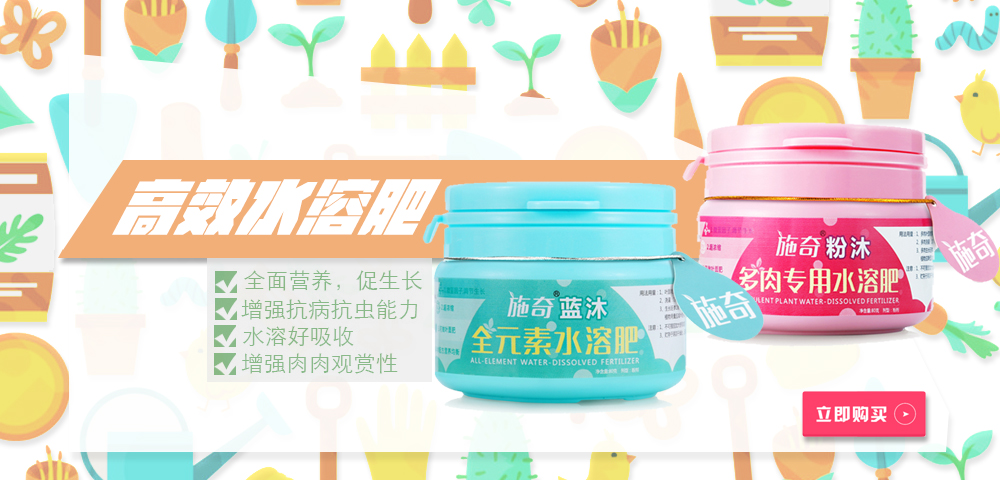 高效水溶肥
全面营养，促生长
增强抗病抗虫能力
水溶好吸收
增强肉肉观赏性
施奇®蓝沐
全元素水溶肥
ALL-ELEMENT WATER-DISSOLVED FERTILIZER
施奇
施奇®粉沐
多肉专用水溶肥
ULENT PLANT WATER-DISSOLVED FERTILIZER
施奇
立即购买